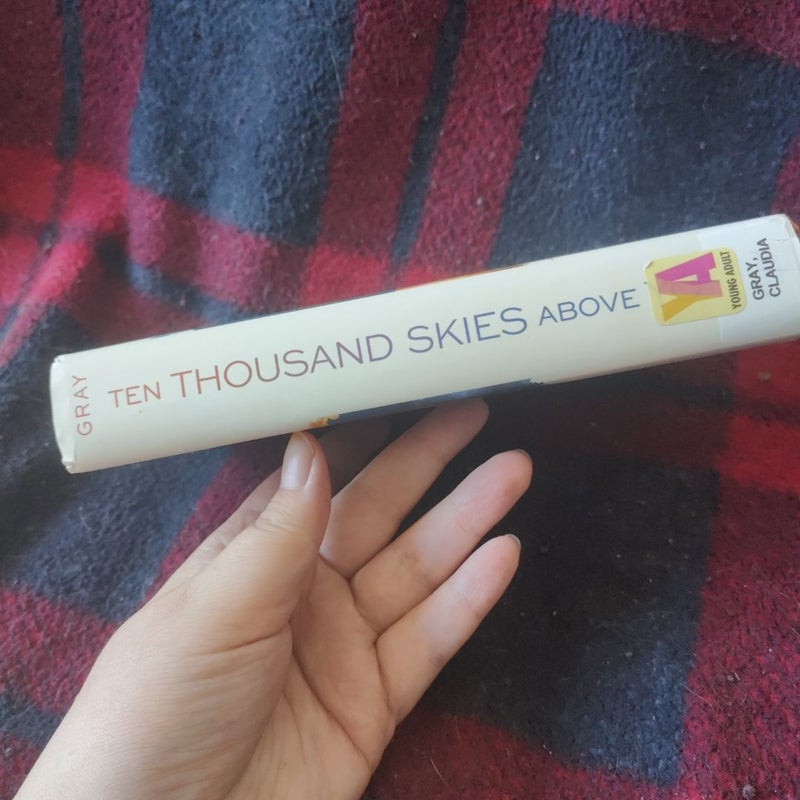 GRAY
TEN THOUSAND SKIES ABOVE
YA
YOUNG ADULT
GRAY,
CLAUDIA